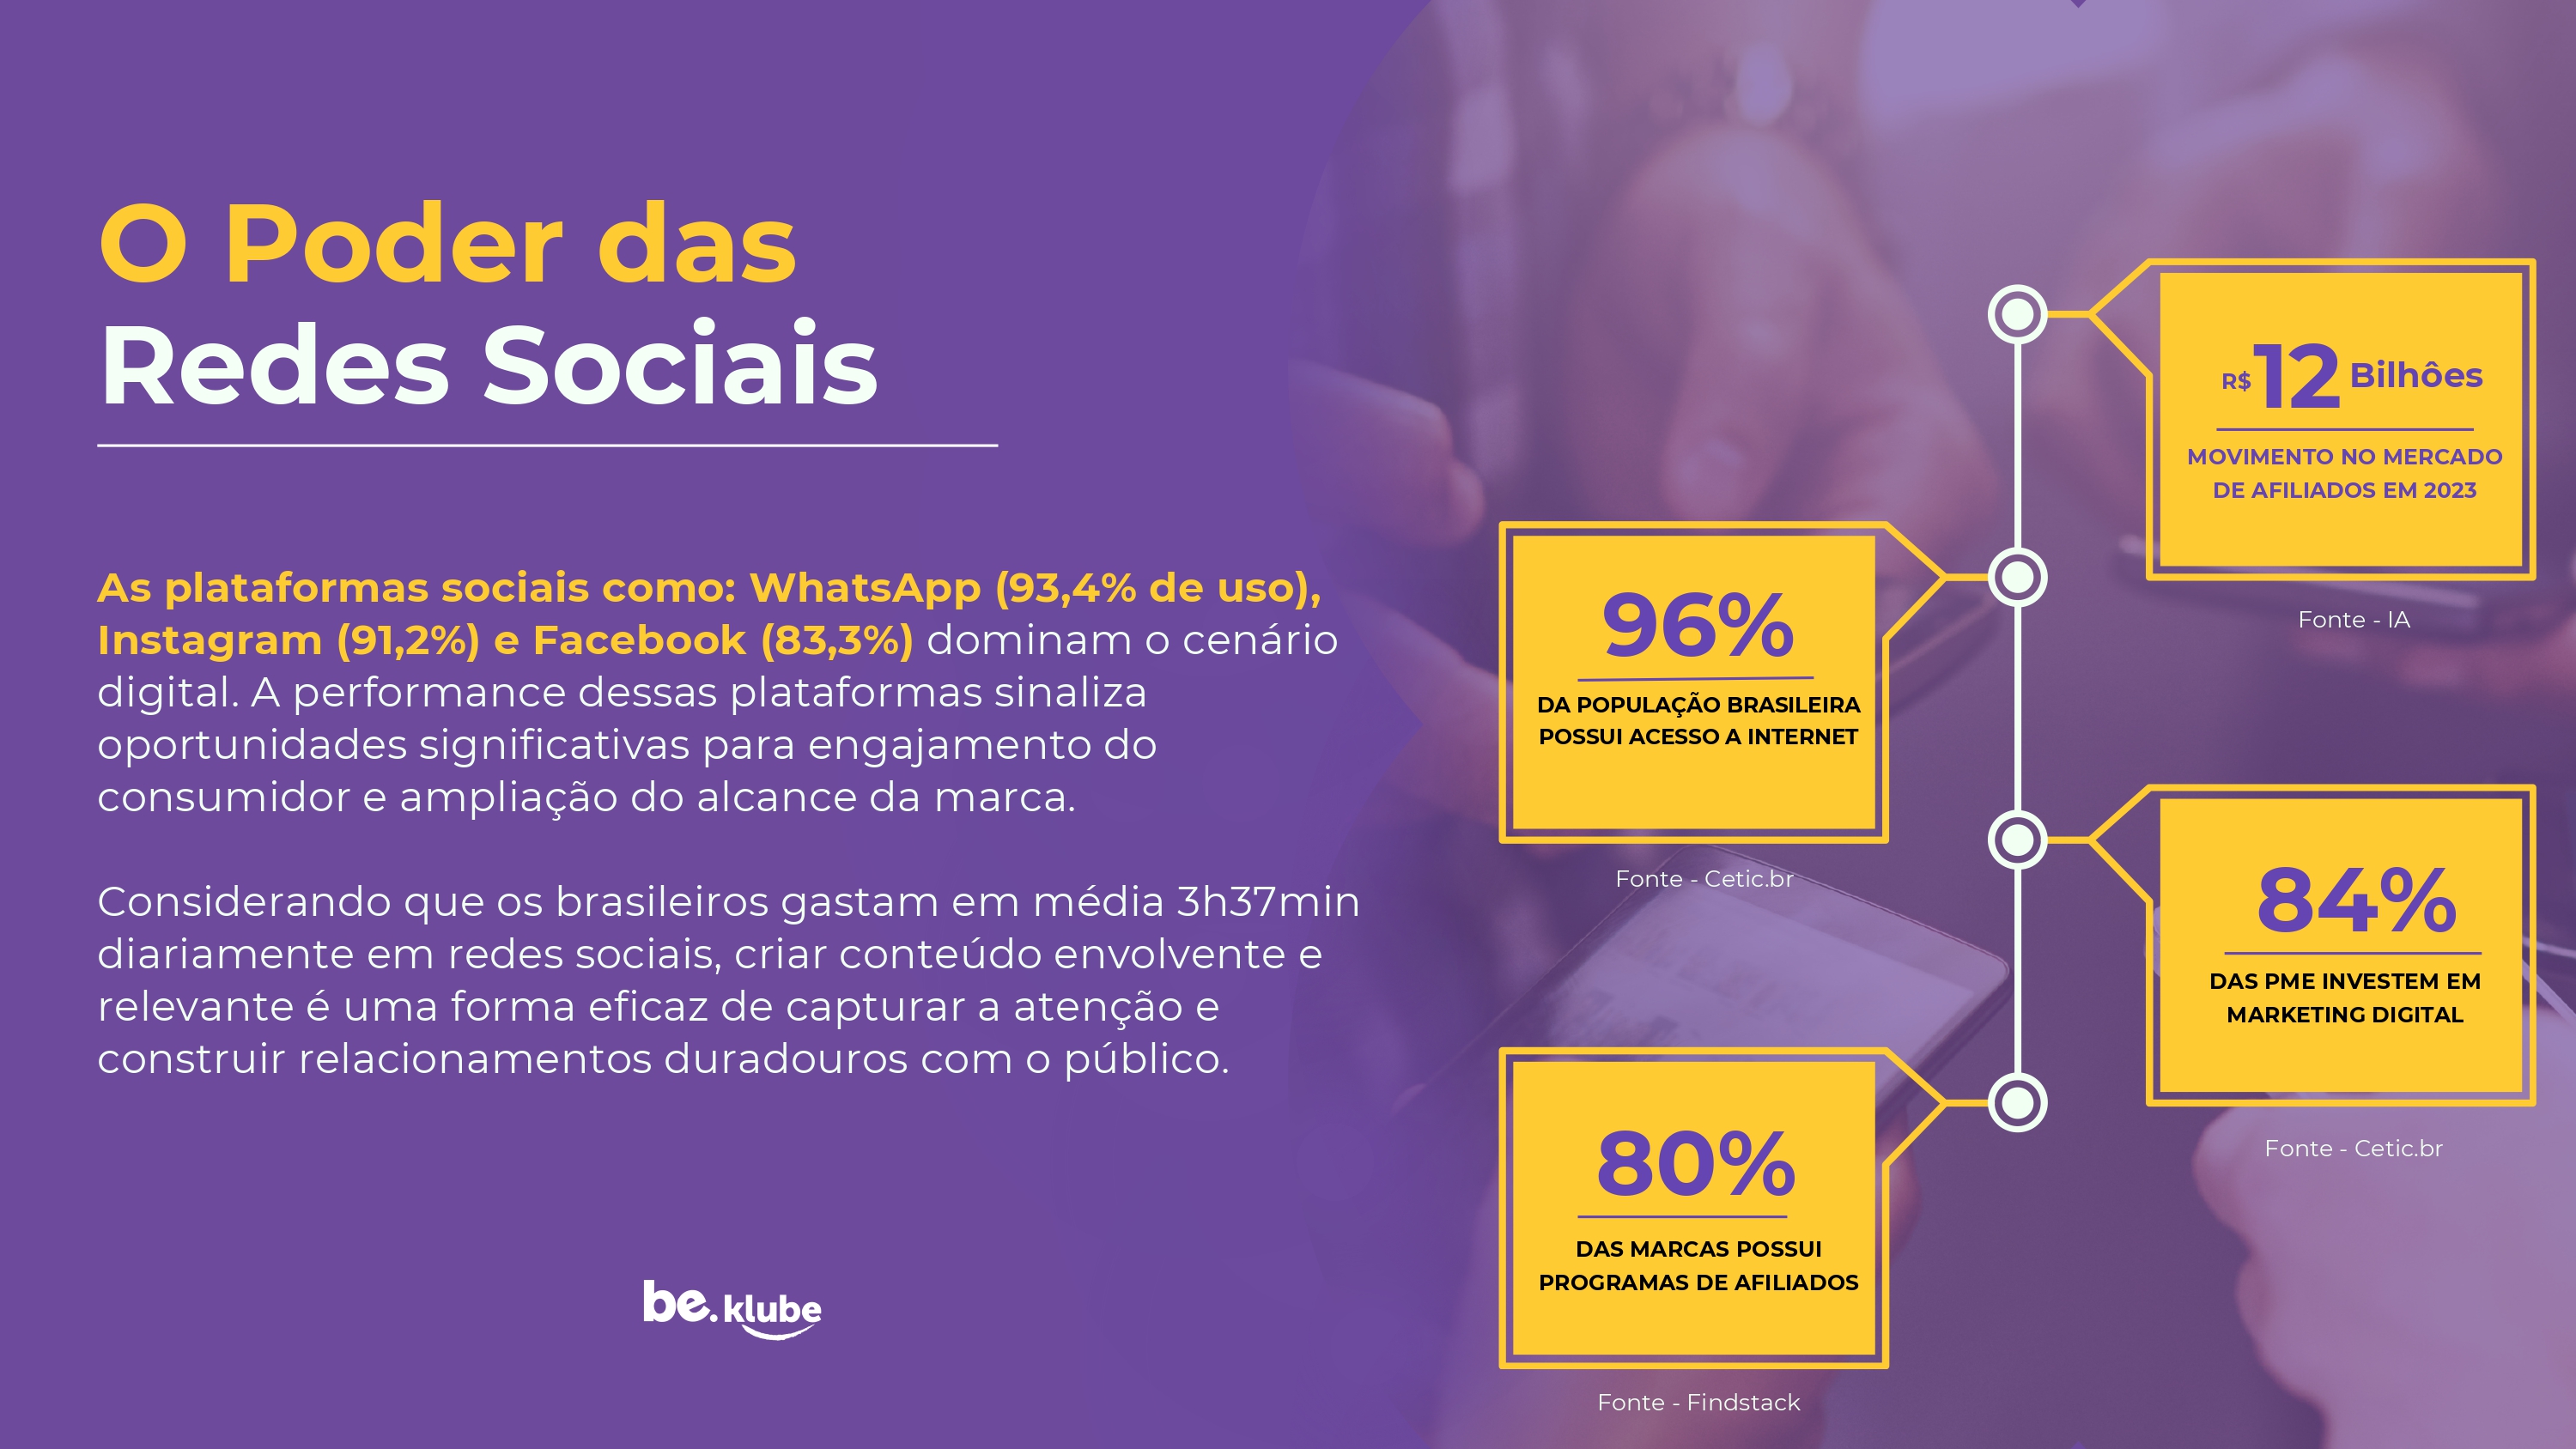 O Poder das
Redes Sociais
As plataformas sociais como: WhatsApp (93,4% de uso),
Instagram (91,2%) e Facebook (83,3%) dominam o cenário
digital. A performance dessas plataformas sinaliza
oportunidades significativas para engajamento do
consumidor e ampliação do alcance da marca.
Considerando que os brasileiros gastam em média 3h37min
diariamente em redes sociais, criar conteúdo envolvente e
relevante é uma forma eficaz de capturar a atenção e
construir relacionamentos duradouros com o público.
be. klube
R$12 Bilhôes
MOVIMENTO NO MERCADO
DE AFILIADOS EM 2023
Fonte - IA
96%
DA POPULAÇÃO BRASILEIRA
POSSUI ACESSO A INTERNET
Fonte - Cetic.br
84%
DAS PME INVESTEM EM
MARKETING DIGITAL
Fonte - Cetic.br
80%
DAS MARCAS POSSUI
PROGRAMAS DE AFILIADOS
Fonte - Findstack